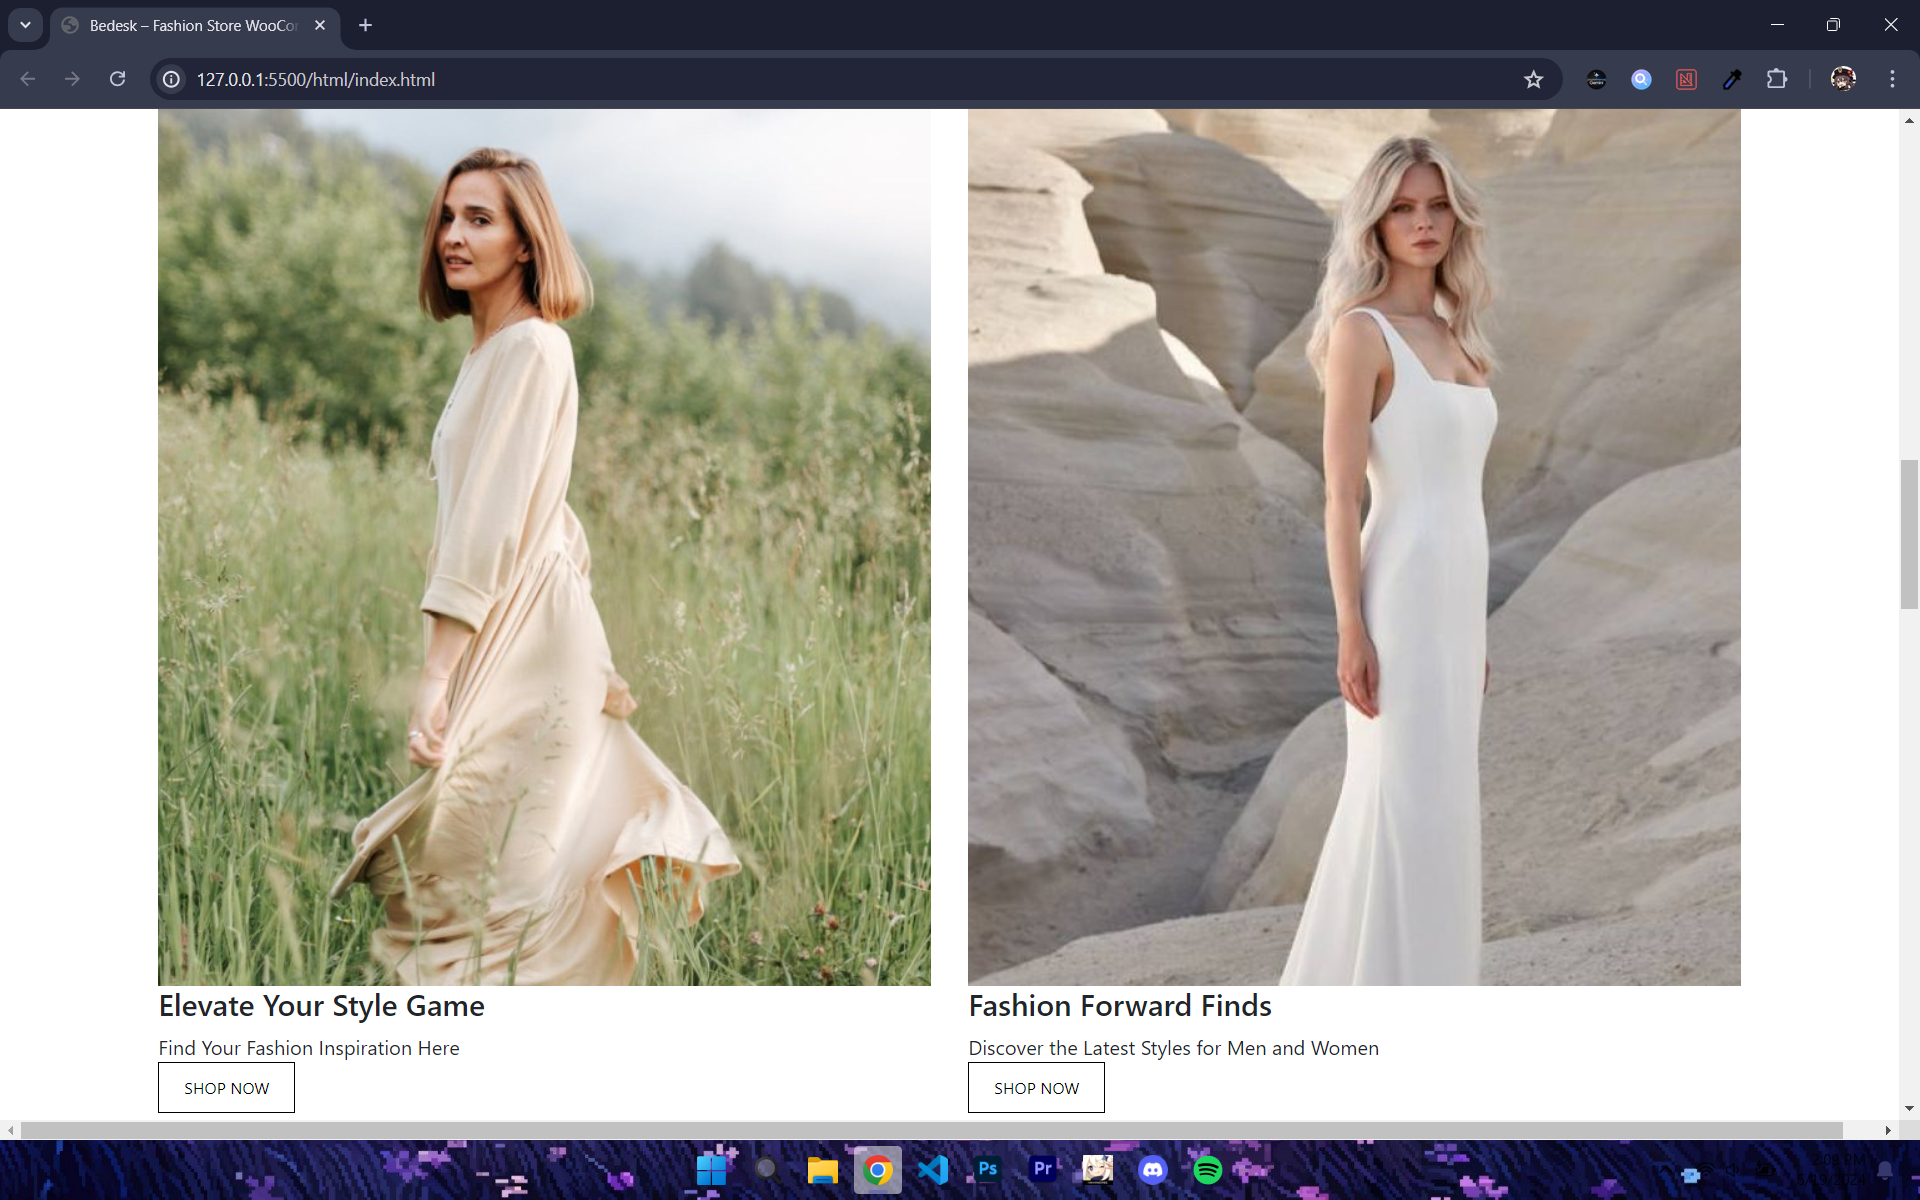 Bedesk – Fashion Store WooCo
127.0.0.1:5500/html/index.html
Elevate Your Style Game
Find Your Fashion Inspiration Here
SHOP NOW
Fashion Forward Finds
Discover the Latest Styles for Men and Women
SHOP NOW
Ps
Pr